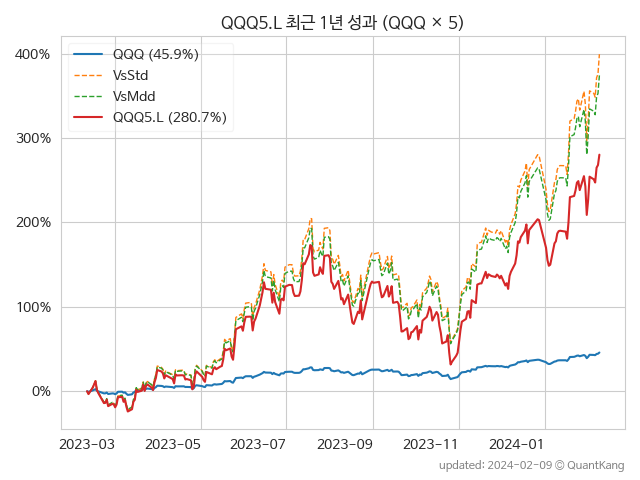 QQQ5.L 최근 1년 성과 (QQQ × 5)
QQQ (45.9%)
VsStd
VsMdd
QQQ5.L (280.7%)
400%
300%
200%
100%
0%
2023-03 2023-05 2023-07 2023-09 2023-11 2024-01
updated: 2024-02-09 © QuantKang